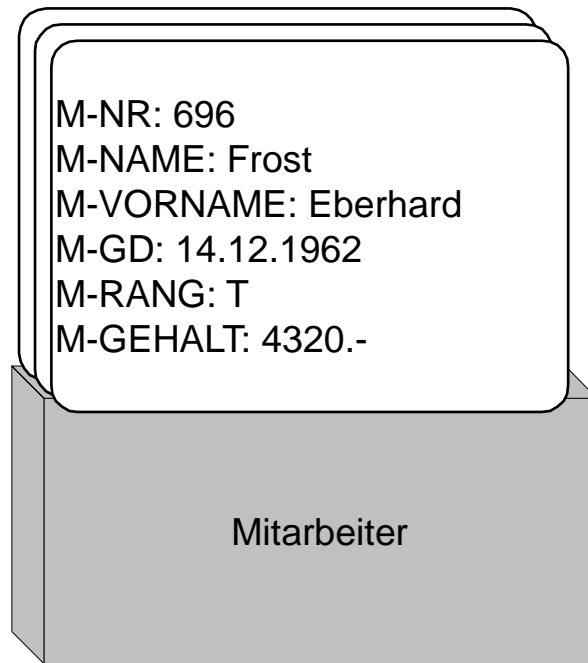 M-NR: 696
M-NAME: Frost
M-VORNAME: Eberhard
M-GD: 14.12.1962
M-RANG: T
M-GEHALT: 4320.-
Mitarbeiter